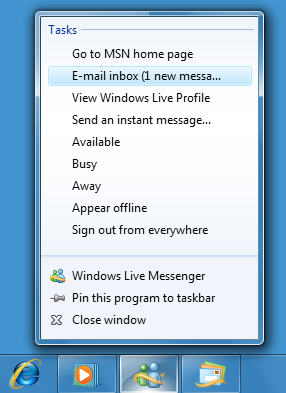 Tasks
Go to MSN home page
E-mail inbox (1 new messa...
View Windows Live Profile
Send an instant message...
Available
Busy
Away
Appear offline
Sign out from everywhere
Windows Live Messenger
Pin this program to taskbar
Close window